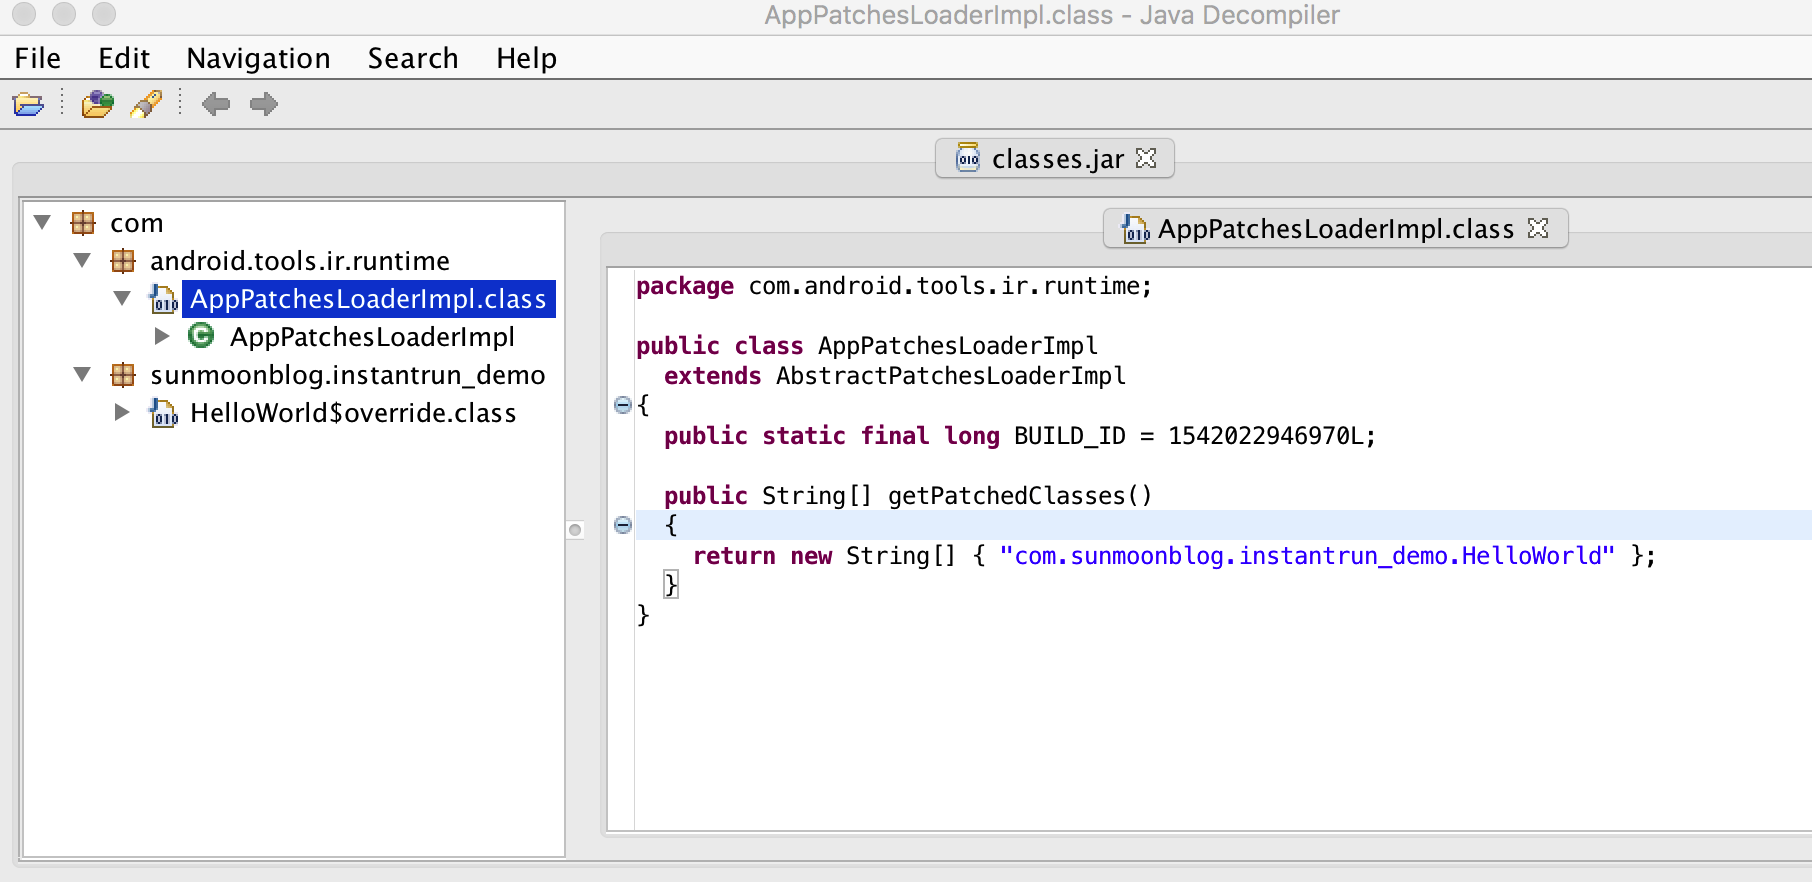 AppPatchesLoaderImpl.class - Java Decompiler
File Edit Navigation Search Help
classes.jar
com
android.tools.ir.runtime
AppPatchesLoaderImpl.class
AppPatchesLoaderImpl
sunmoonblog.instantrun_demo
HelloWorld$override.class
AppPatchesLoaderImpl.class
package com.android.tools.ir.runtime;
public class AppPatchesLoaderImpl
extends AbstractPatchesLoaderImpl
{
public static final long BUILD_ID = 1542022946970L;
public String[] getPatchedClasses()
{
return new String[] { "com.sunmoonblog.instantrun_demo.HelloWorld" };
}
}